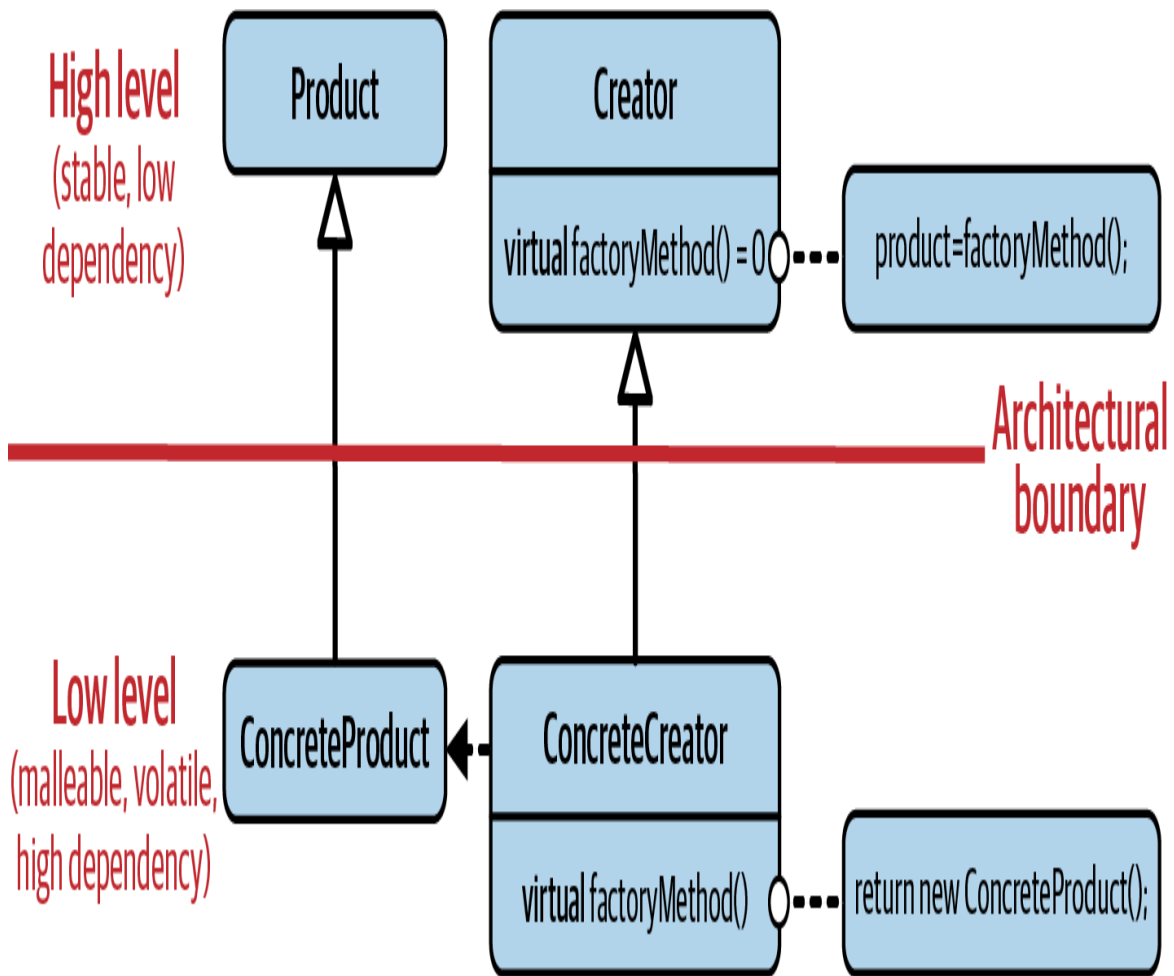 High level
(stable, low
dependency)
Product
Creator
virtual factoryMethod() = 0
product=factoryMethod();
Architectural
boundary
Low level
(malleable, volatile,
high dependency)
ConcreteProduct
ConcreteCreator
virtual factoryMethod()
return new ConcreteProduct();